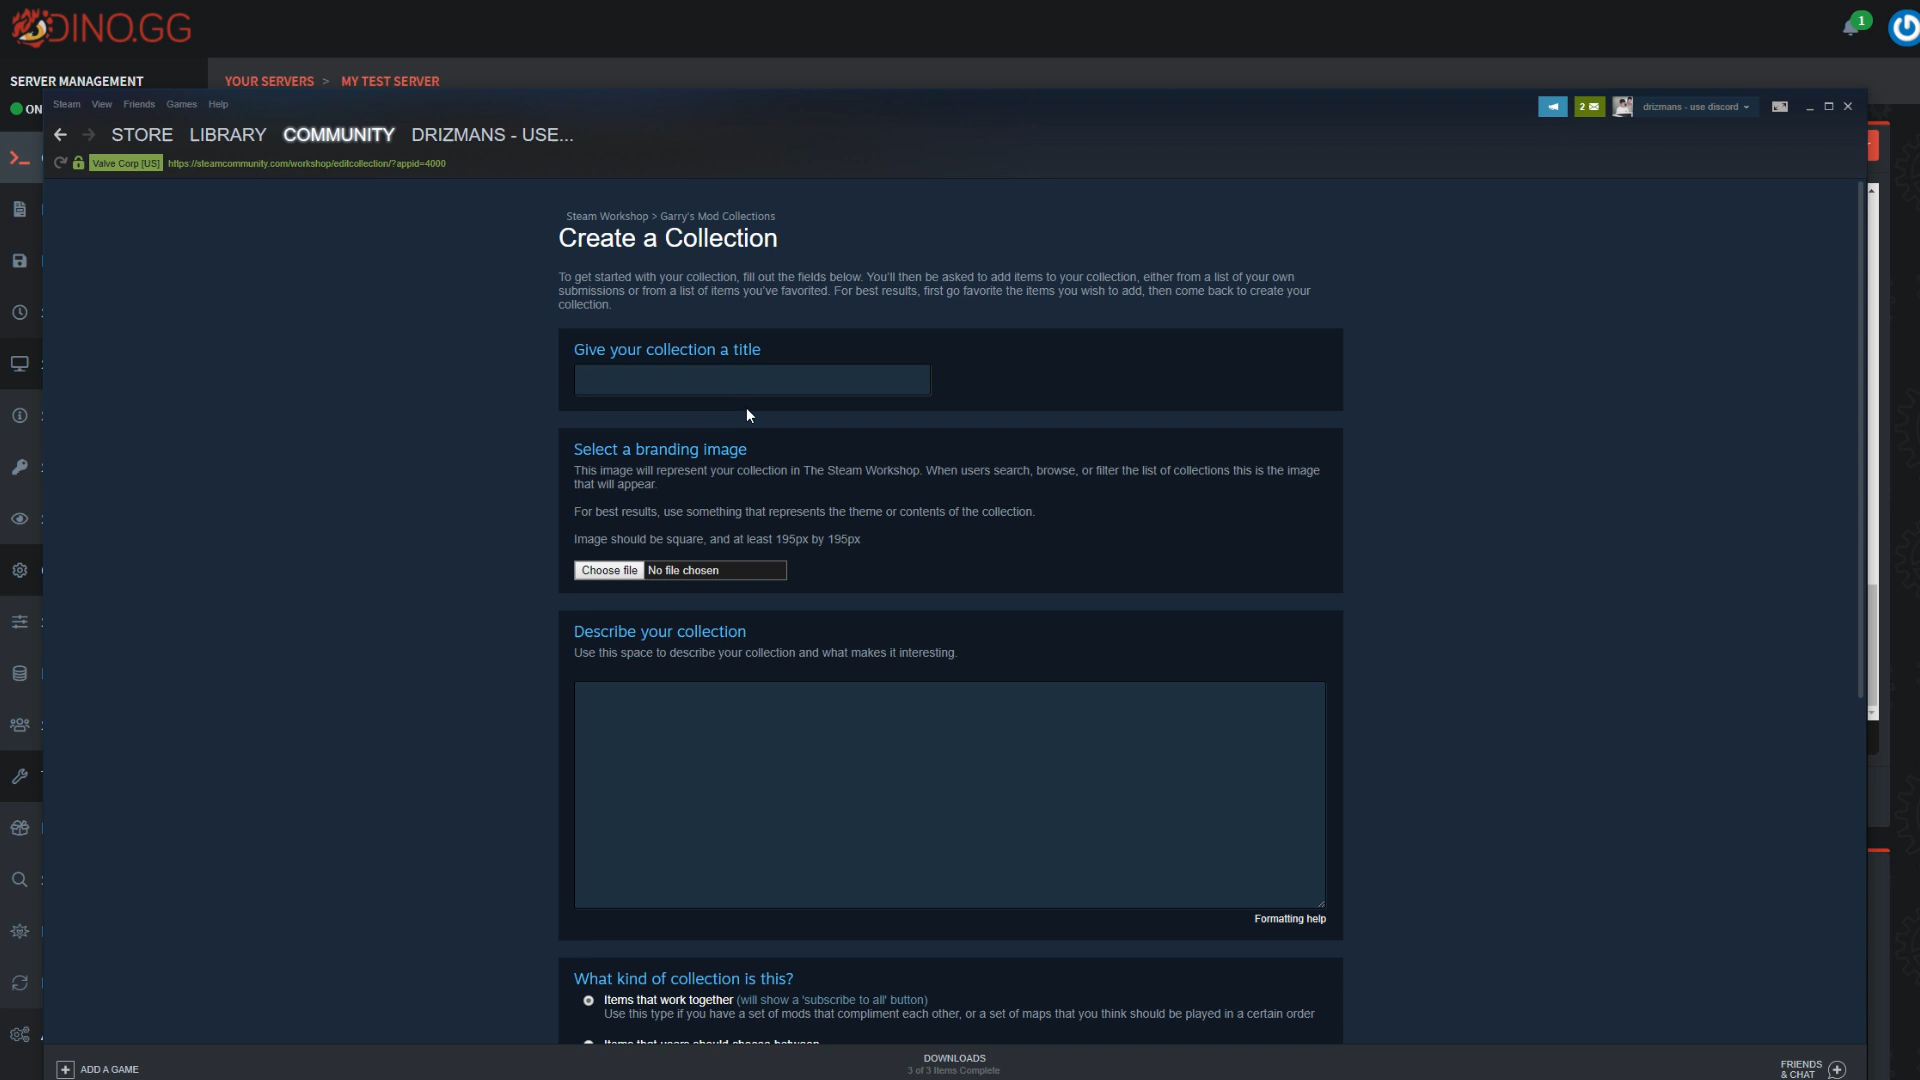 DINO.GG
1
SERVER MANAGEMENT
YOUR SERVERS > MY TEST SERVER
ON
Steam View Friends Games Help
2
drizmans - use discord
STORE LIBRARY COMMUNITY DRIZMANS - USE...
Valve Corp [US] https://steamcommunity.com/workshop/editcollection/?appid=4000
Steam Workshop > Garry's Mod Collections
Create a Collection
To get started with your collection, fill out the fields below. You'll then be asked to add items to your collection, either from a list of your own
submissions or from a list of items you've favorited. For best results, first go favorite the items you wish to add, then come back to create your
collection.
Give your collection a title
Select a branding image
This image will represent your collection in The Steam Workshop. When users search, browse, or filter the list of collections this is the image
that will appear.
For best results, use something that represents the theme or contents of the collection.
Image should be square, and at least 195px by 195px
Choose file No file chosen
Describe your collection
Use this space to describe your collection and what makes it interesting.
Formatting help
What kind of collection is this?
Items that work together (will show a 'subscribe to all' button)
Use this type if you have a set of mods that compliment each other, or a set of maps that you think should be played in a certain order
Items that users should choose between
ADD A GAME
DOWNLOADS
3 of 3 Items Complete
FRIENDS
& CHAT